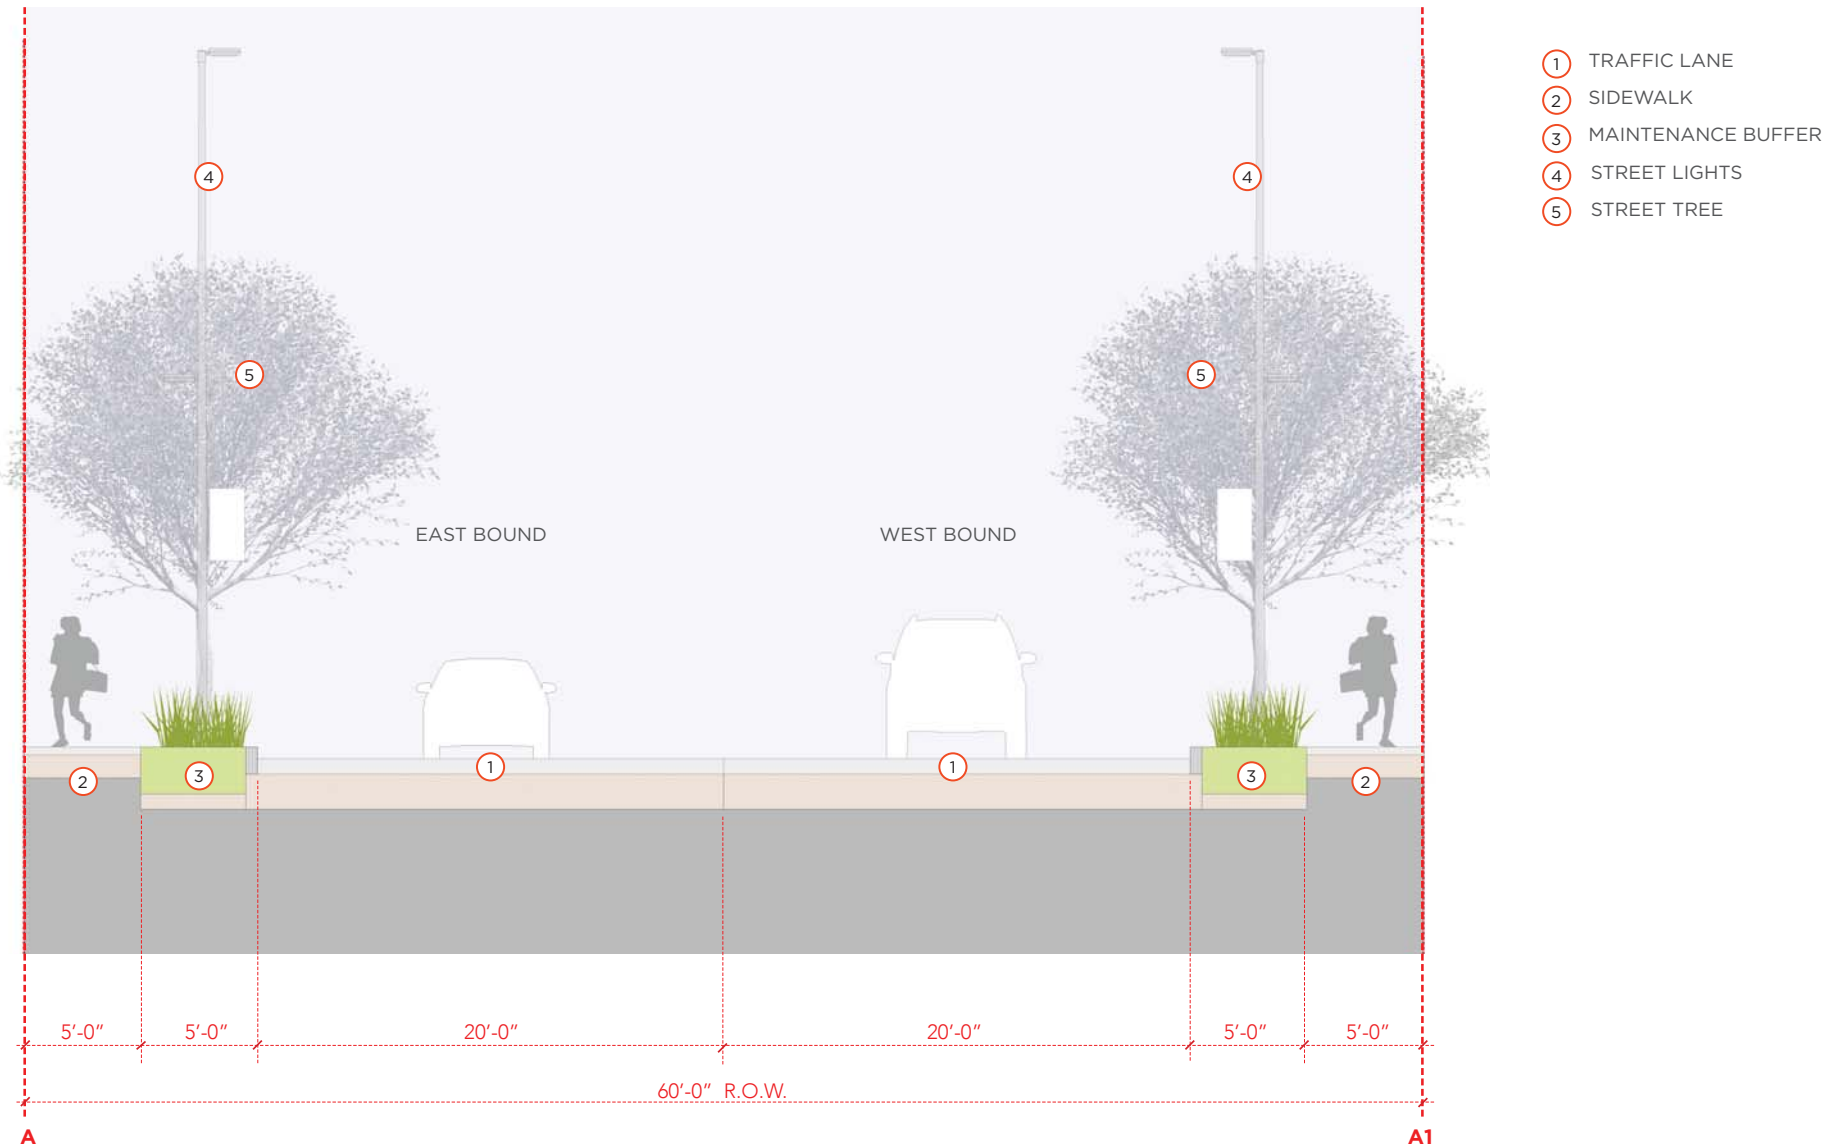 1 TRAFFIC LANE
2 SIDEWALK
3 MAINTENANCE BUFFER
4 STREET LIGHTS
5 STREET TREE
4 4
5 5
EAST BOUND WEST BOUND
2 3 1 1 3 2
5'-0" 5'-0" 20'-0" 20'-0" 5'-0" 5'-0"
60'-0" R.O.W.
A A1